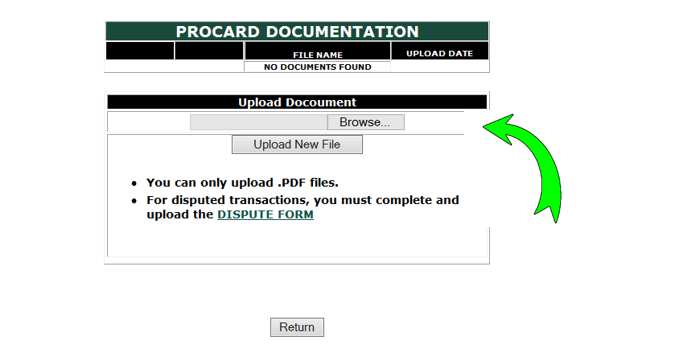 PROCARD DOCUMENTATION
FILE NAME UPLOAD DATE
NO DOCUMENTS FOUND
Upload Docoument
Browse...
Upload New File
• You can only upload .PDF files.
• For disputed transactions, you must complete and
upload the DISPUTE FORM
Return